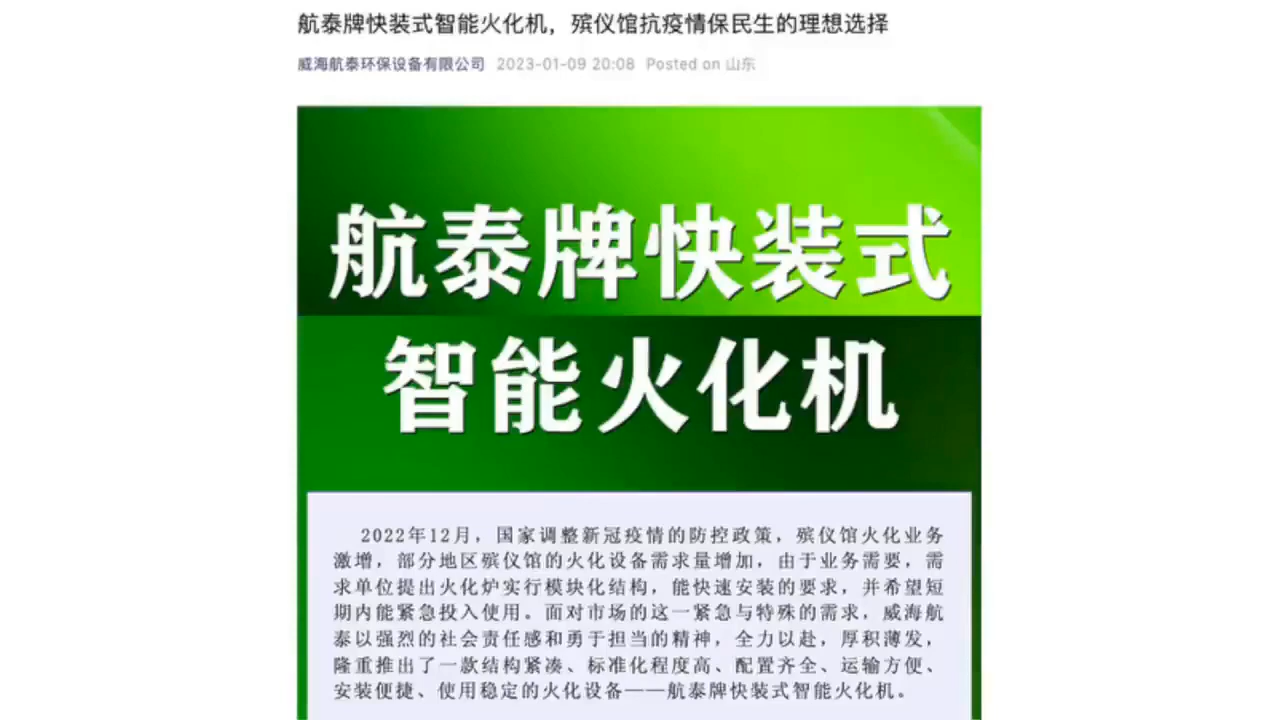 航泰牌快装式智能火化机，殡仪馆抗疫情保民生的理想选择
威海航泰环保设备有限公司 2023-01-09 20:08 Posted on 山东
航泰牌快装式
智能火化机
2022年12月，国家调整新冠疫情的防控政策，殡仪馆火化业务
激增，部分地区殡仪馆的火化设备需求量增加，由于业务需要，需
求单位提出火化炉实行模块化结构，能快速安装的要求，并希望短
期内能紧急投入使用。面对市场的这一紧急与特殊的需求，威海航
泰以强烈的社会责任感和勇于担当的精神，全力以赴，厚积薄发，
隆重推出了一款结构紧凑、标准化程度高、配置齐全、运输方便、
安装便捷、使用稳定的火化设备——航泰牌快装式智能火化机。